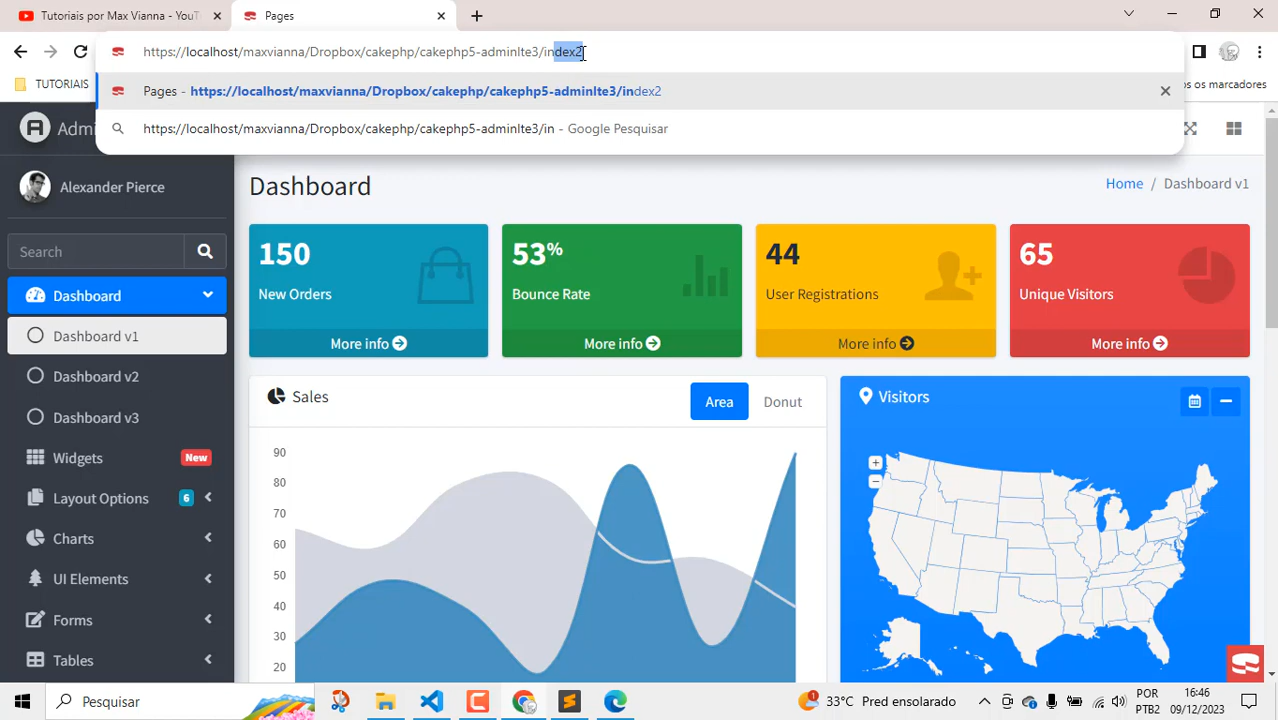 Tutoriais por Max Vianna - YouT
Pages
https://localhost/maxvianna/Dropbox/cakephp/cakephp5-adminlte3/index2
TUTORIAIS
os marcadores
Pages - https://localhost/maxvianna/Dropbox/cakephp/cakephp5-adminlte3/index2
https://localhost/maxvianna/Dropbox/cakephp/cakephp5-adminlte3/in - Google Pesquisar
Admi
Alexander Pierce
Search
Dashboard
Dashboard v1
Dashboard v2
Dashboard v3
Widgets New
Layout Options 6
Charts
UI Elements
Forms
Tables
Dashboard
Home / Dashboard v1
150
New Orders
More info
53%
Bounce Rate
More info
44
User Registrations
More info
65
Unique Visitors
More info
Sales
Area
Donut
90
80
70
60
50
40
30
20
Visitors
+
−
Pesquisar
1
33°C Pred ensolarado
POR
PTB2
16:46
09/12/2023